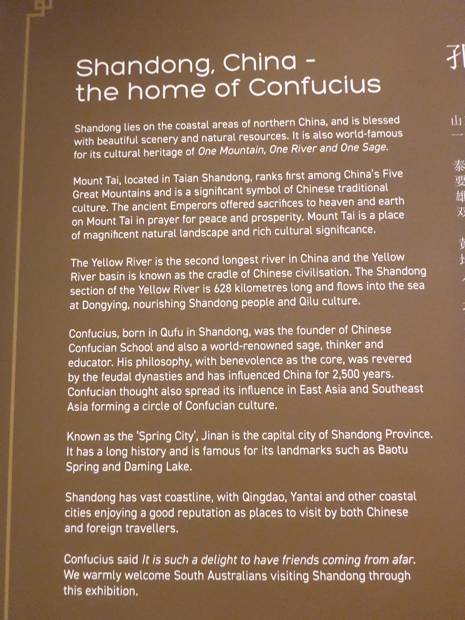 Shandong, China -
the home of Confucius
Shandong lies on the coastal areas of northern China, and is blessed
with beautiful scenery and natural resources. It is also world-famous
for its cultural heritage of One Mountain, One River and One Sage.
Mount Tai, located in Taian Shandong, ranks first among China's Five
Great Mountains and is a significant symbol of Chinese traditional
culture. The ancient Emperors offered sacrifices to heaven and earth
on Mount Tai in prayer for peace and prosperity. Mount Tai is a place
of magnificent natural landscape and rich cultural significance.
The Yellow River is the second longest river in China and the Yellow
River basin is known as the cradle of Chinese civilisation. The Shandong
section of the Yellow River is 628 kilometres long and flows into the sea
at Dongying, nourishing Shandong people and Qilu culture.
Confucius, born in Qufu in Shandong, was the founder of Chinese
Confucian School and also a world-renowned sage, thinker and
educator. His philosophy, with benevolence as the core, was revered
by the feudal dynasties and has influenced China for 2,500 years.
Confucian thought also spread its influence in East Asia and Southeast
Asia forming a circle of Confucian culture.
Known as the 'Spring City', Jinan is the capital city of Shandong Province.
It has a long history and is famous for its landmarks such as Baotu
Spring and Daming Lake.
Shandong has vast coastline, with Qingdao, Yantai and other coastal
cities enjoying a good reputation as places to visit by both Chinese
and foreign travellers.
Confucius said It is such a delight to have friends coming from afar.
We warmly welcome South Australians visiting Shandong through
this exhibition.
孔
山
一
泰
要
雄